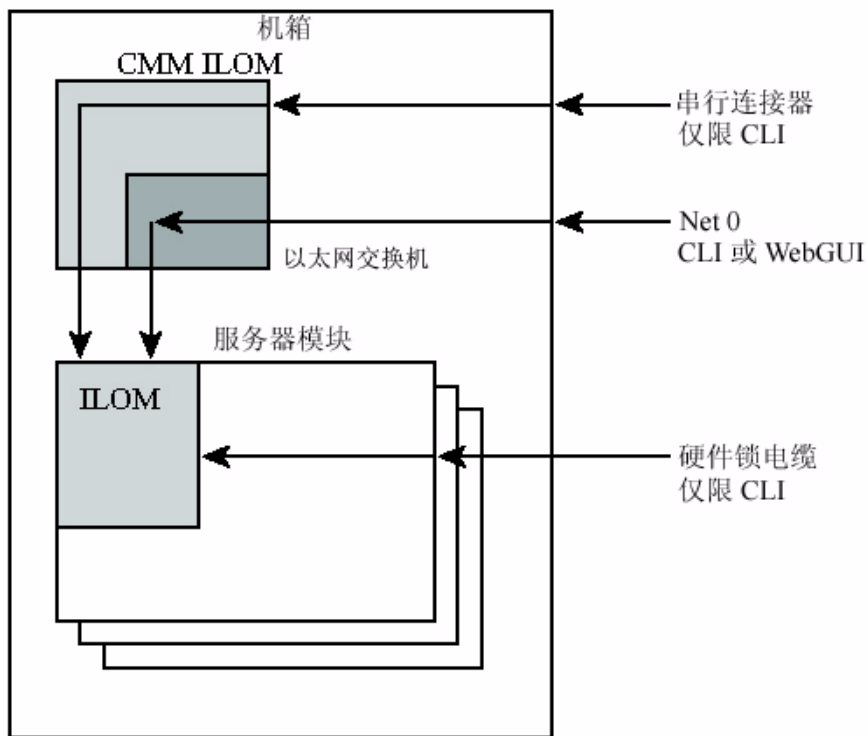 机箱
CMM ILOM
串行连接器
仅限 CLI
Net 0
CLI 或 WebGUI
以太网交换机
服务器模块
ILOM
硬件锁电缆
仅限 CLI